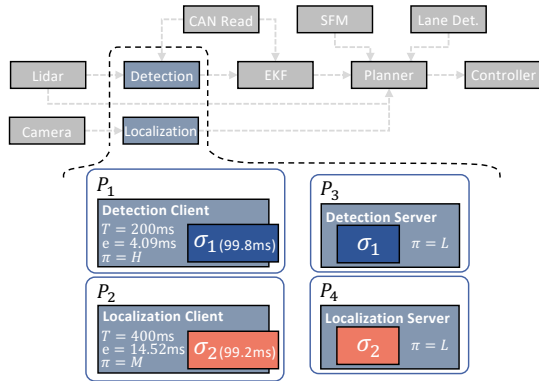 CAN Read
SFM
Lane Det.
Lidar
Detection
EKF
Planner
Controller
Camera
Localization
P₁
Detection Client
T = 200ms
e = 4.09ms
π = H
σ₁(99.8ms)
P₃
Detection Server
σ₁
π = L
P₂
Localization Client
T = 400ms
e = 14.52ms
π = M
σ₂(99.2ms)
P₄
Localization Server
σ₂
π = L